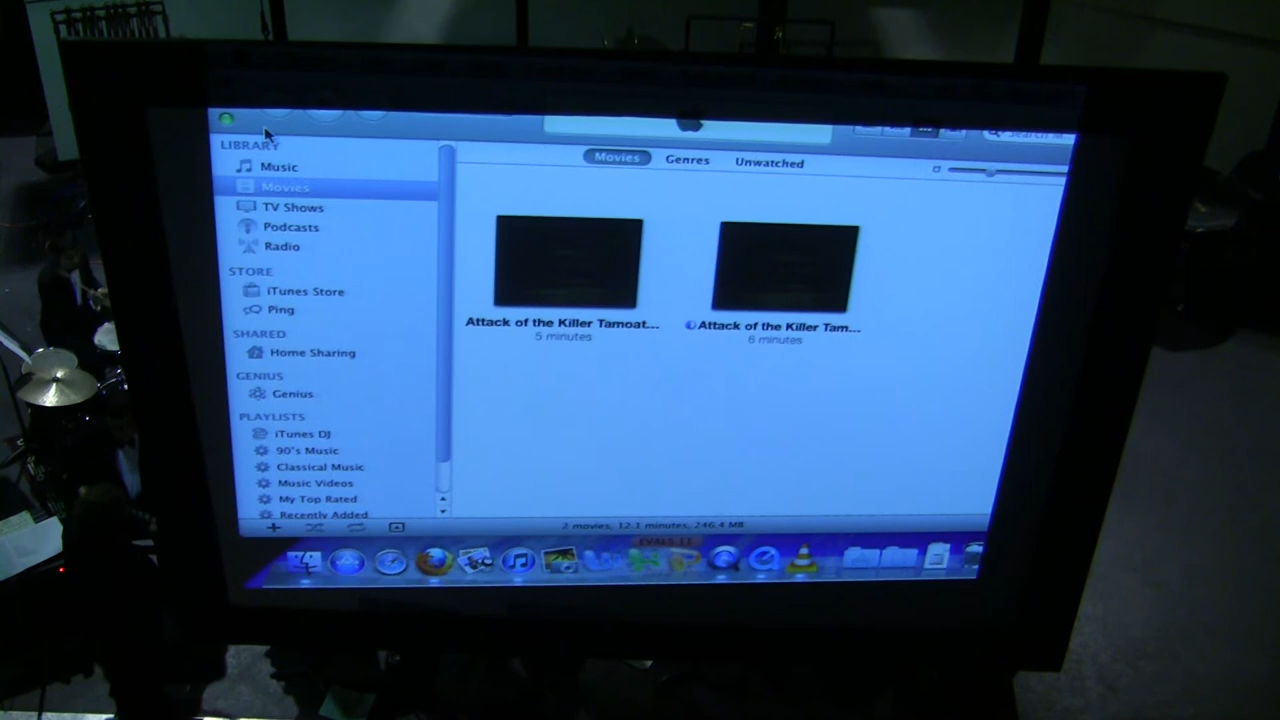 Search M
LIBRARY
Music
Movies
TV Shows
Podcasts
Radio
STORE
iTunes Store
Ping
SHARED
Home Sharing
GENIUS
Genius
PLAYLISTS
iTunes DJ
90's Music
Classical Music
Music Videos
My Top Rated
Recently Added
Movies Genres Unwatched
Attack of the Killer Tamoat...
5 minutes
Attack of the Killer Tam...
6 minutes
2 movies, 12.1 minutes, 246.4 MB